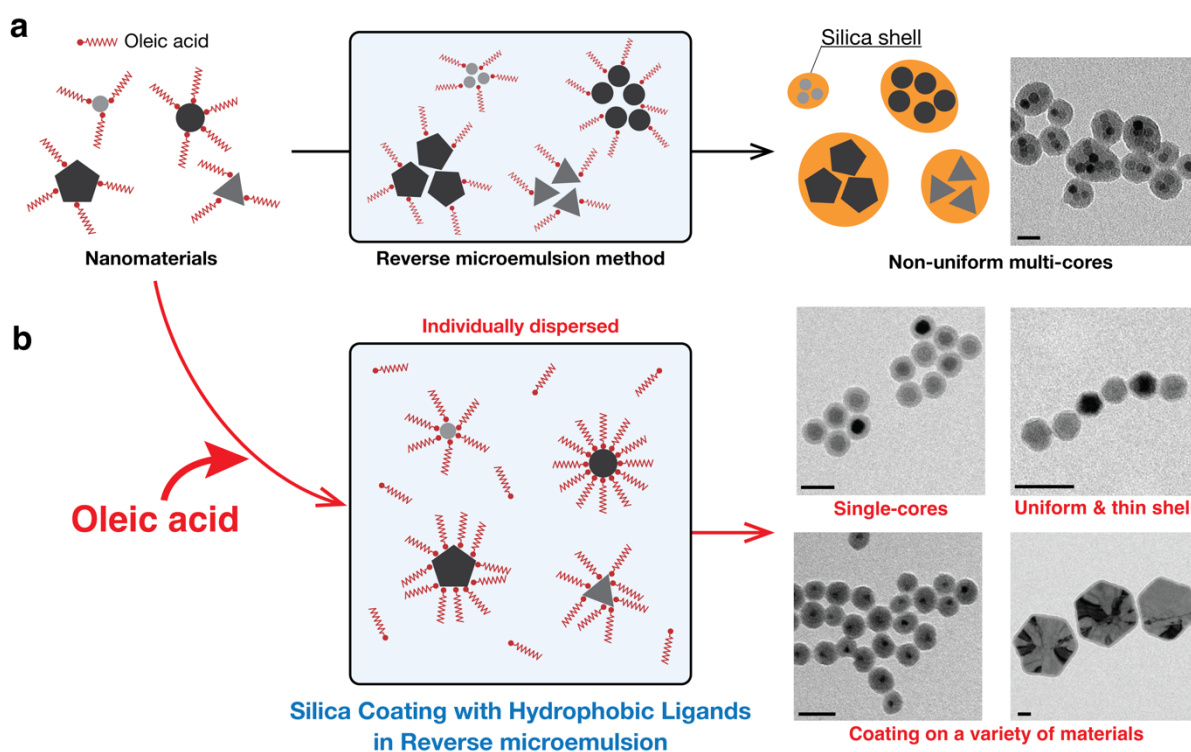 a
Oleic acid
Silica shell
Nanomaterials
Reverse microemulsion method
Non-uniform multi-cores
b
Individually dispersed
Oleic acid
Single-cores
Uniform & thin shell
Silica Coating with Hydrophobic Ligands
in Reverse microemulsion
Coating on a variety of materials